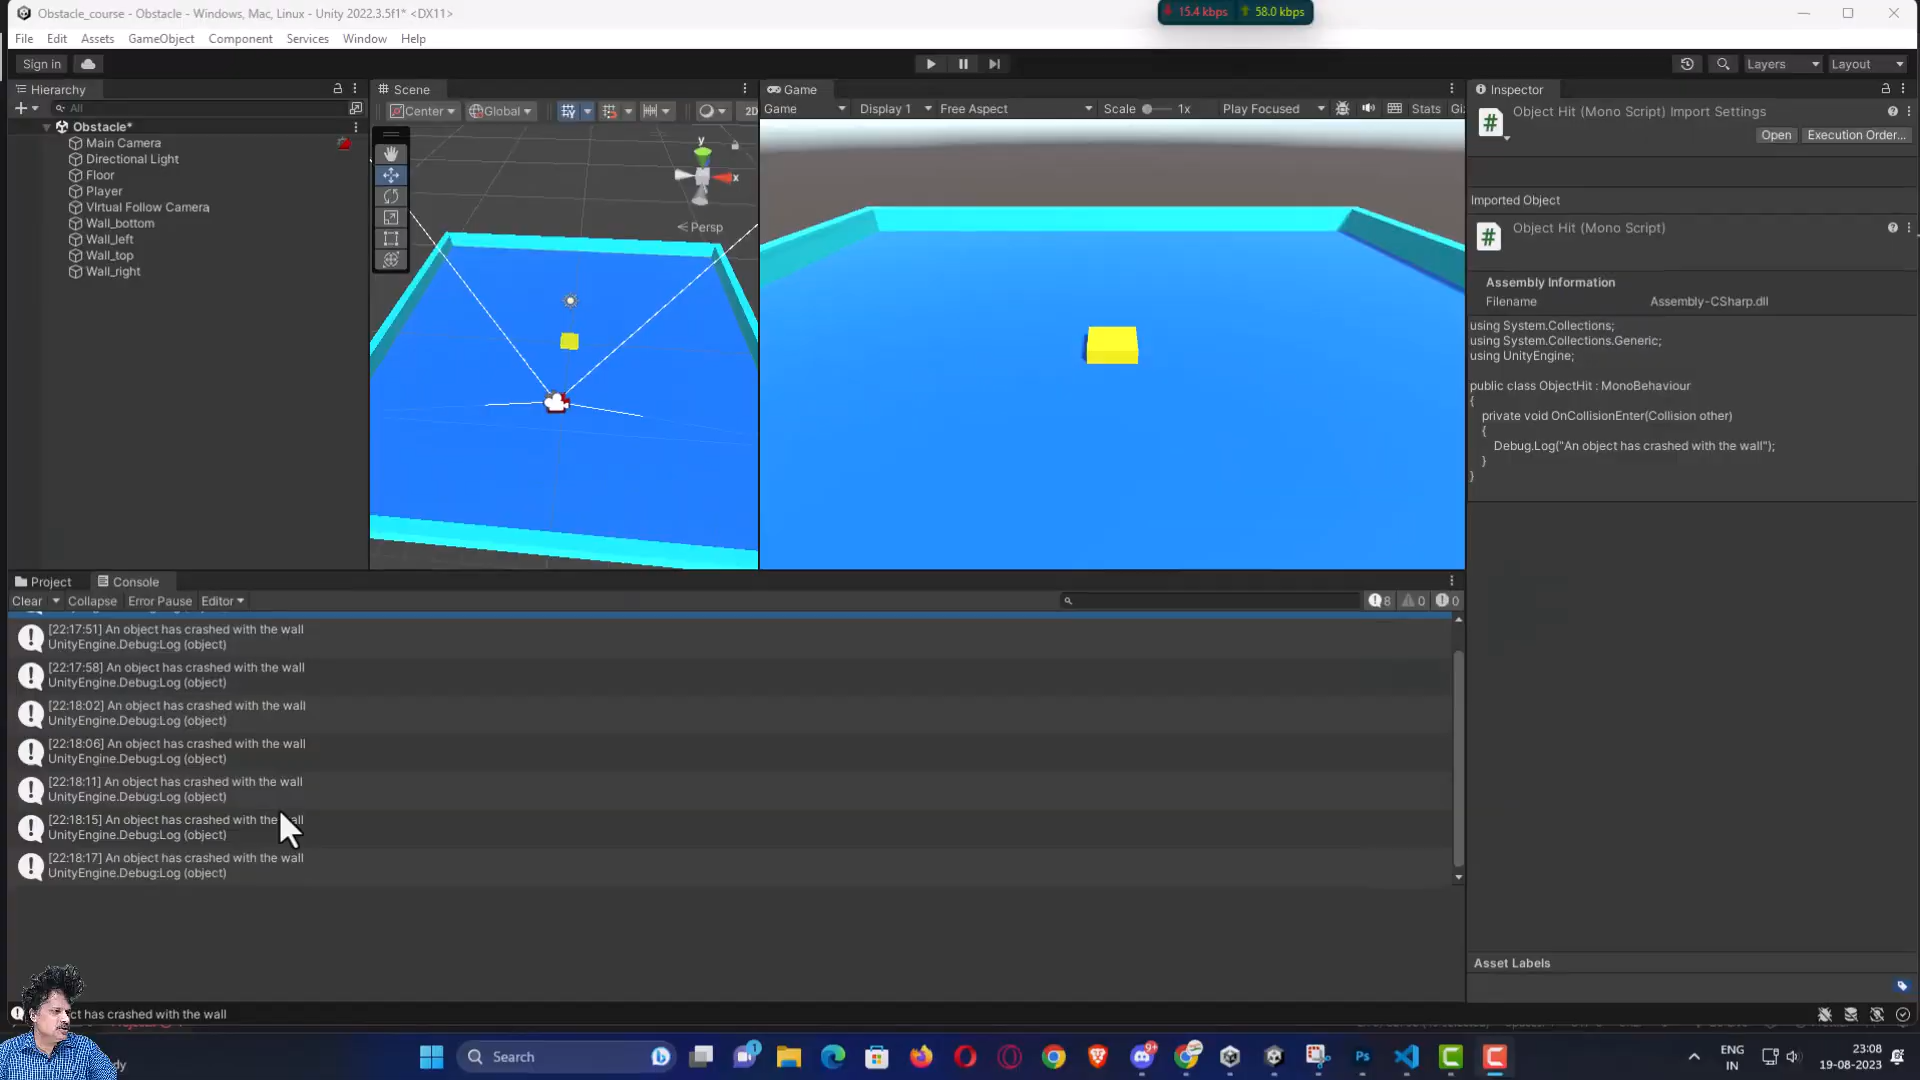 Obstacle_course - Obstacle - Windows, Mac, Linux - Unity 2022.3.5f1* <DX11>
15.4 kbps 58.0 kbps
File Edit Assets GameObject Component Services Window Help
Sign in
Layers Layout
Hierarchy
All
Obstacle*
Main Camera
Directional Light
Floor
Player
VIrtual Follow Camera
Wall_bottom
Wall_left
Wall_top
Wall_right
Scene
Center Global 2D
y
x
Persp
Game
Game Display 1 Free Aspect Scale 1x Play Focused Stats Gi
Inspector
Object Hit (Mono Script) Import Settings
Open Execution Order...
Imported Object
Object Hit (Mono Script)
Assembly Information
Filename Assembly-CSharp.dll
using System.Collections;
using System.Collections.Generic;
using UnityEngine;
public class ObjectHit : MonoBehaviour
{
private void OnCollisionEnter(Collision other)
{
Debug.Log("An object has crashed with the wall");
}
}
Asset Labels
Project Console
Clear Collapse Error Pause Editor
8 0 0
[22:17:51] An object has crashed with the wall
UnityEngine.Debug:Log (object)
[22:17:58] An object has crashed with the wall
UnityEngine.Debug:Log (object)
[22:18:02] An object has crashed with the wall
UnityEngine.Debug:Log (object)
[22:18:06] An object has crashed with the wall
UnityEngine.Debug:Log (object)
[22:18:11] An object has crashed with the wall
UnityEngine.Debug:Log (object)
[22:18:15] An object has crashed with the wall
UnityEngine.Debug:Log (object)
[22:18:17] An object has crashed with the wall
UnityEngine.Debug:Log (object)
ct has crashed with the wall
Search
ENG
IN
23:08
19-08-2023